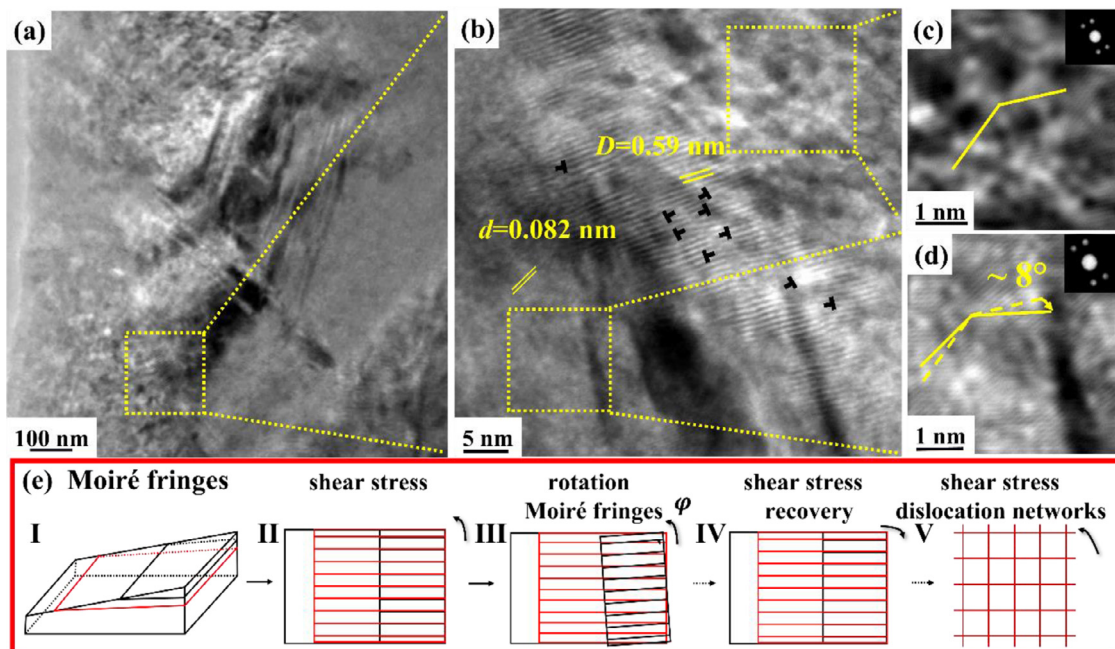 (a)
100 nm
(b)
D=0.59 nm
d=0.082 nm
5 nm
(c)
1 nm
(d)
~ 8°
1 nm
(e) Moiré fringes
I
II
shear stress
III
rotation
Moiré fringes
φ
IV
shear stress
recovery
V
shear stress
dislocation networks